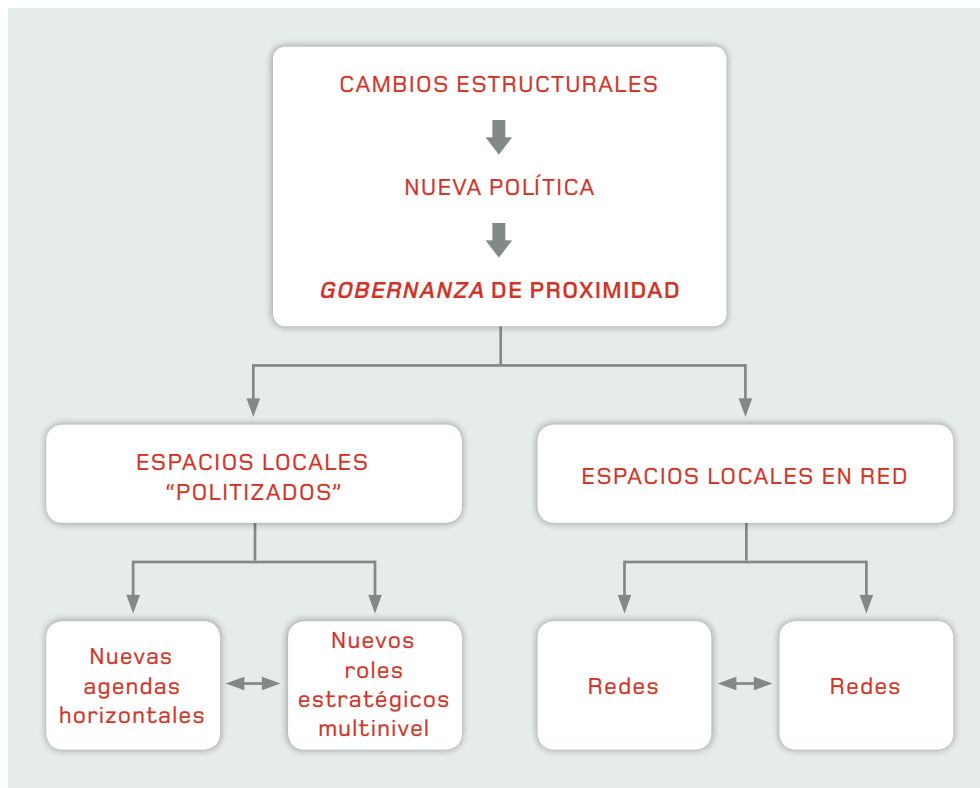 CAMBIOS ESTRUCTURALES
NUEVA POLÍTICA
GOBERNANZA DE PROXIMIDAD
ESPACIOS LOCALES
“POLITIZADOS”
ESPACIOS LOCALES EN RED
Nuevas
agendas
horizontales
Nuevos
roles
estratégicos
multinivel
Redes
Redes